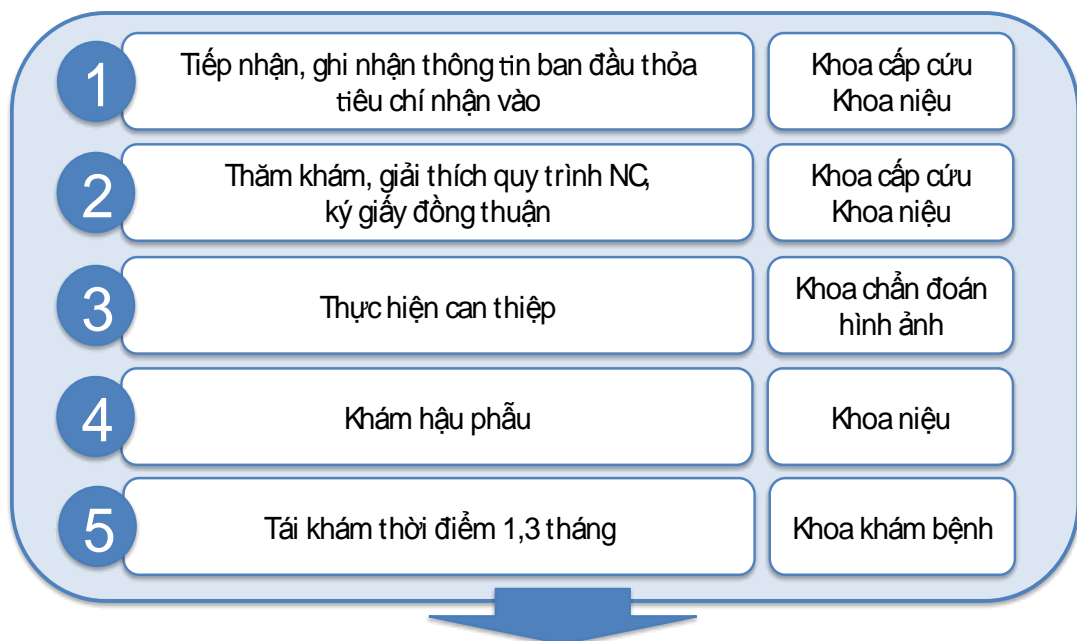 1
Tiếp nhận, ghi nhận thông tin ban đầu thỏa
tiêu chí nhận vào
Khoa cấp cứu
Khoa niệu
2
Thăm khám, giải thích quy trình NC,
ký giấy đồng thuận
Khoa cấp cứu
Khoa niệu
3
Thực hiện can thiệp
Khoa chẩn đoán
hình ảnh
4
Khám hậu phẫu
Khoa niệu
5
Tái khám thời điểm 1,3 tháng
Khoa khám bệnh